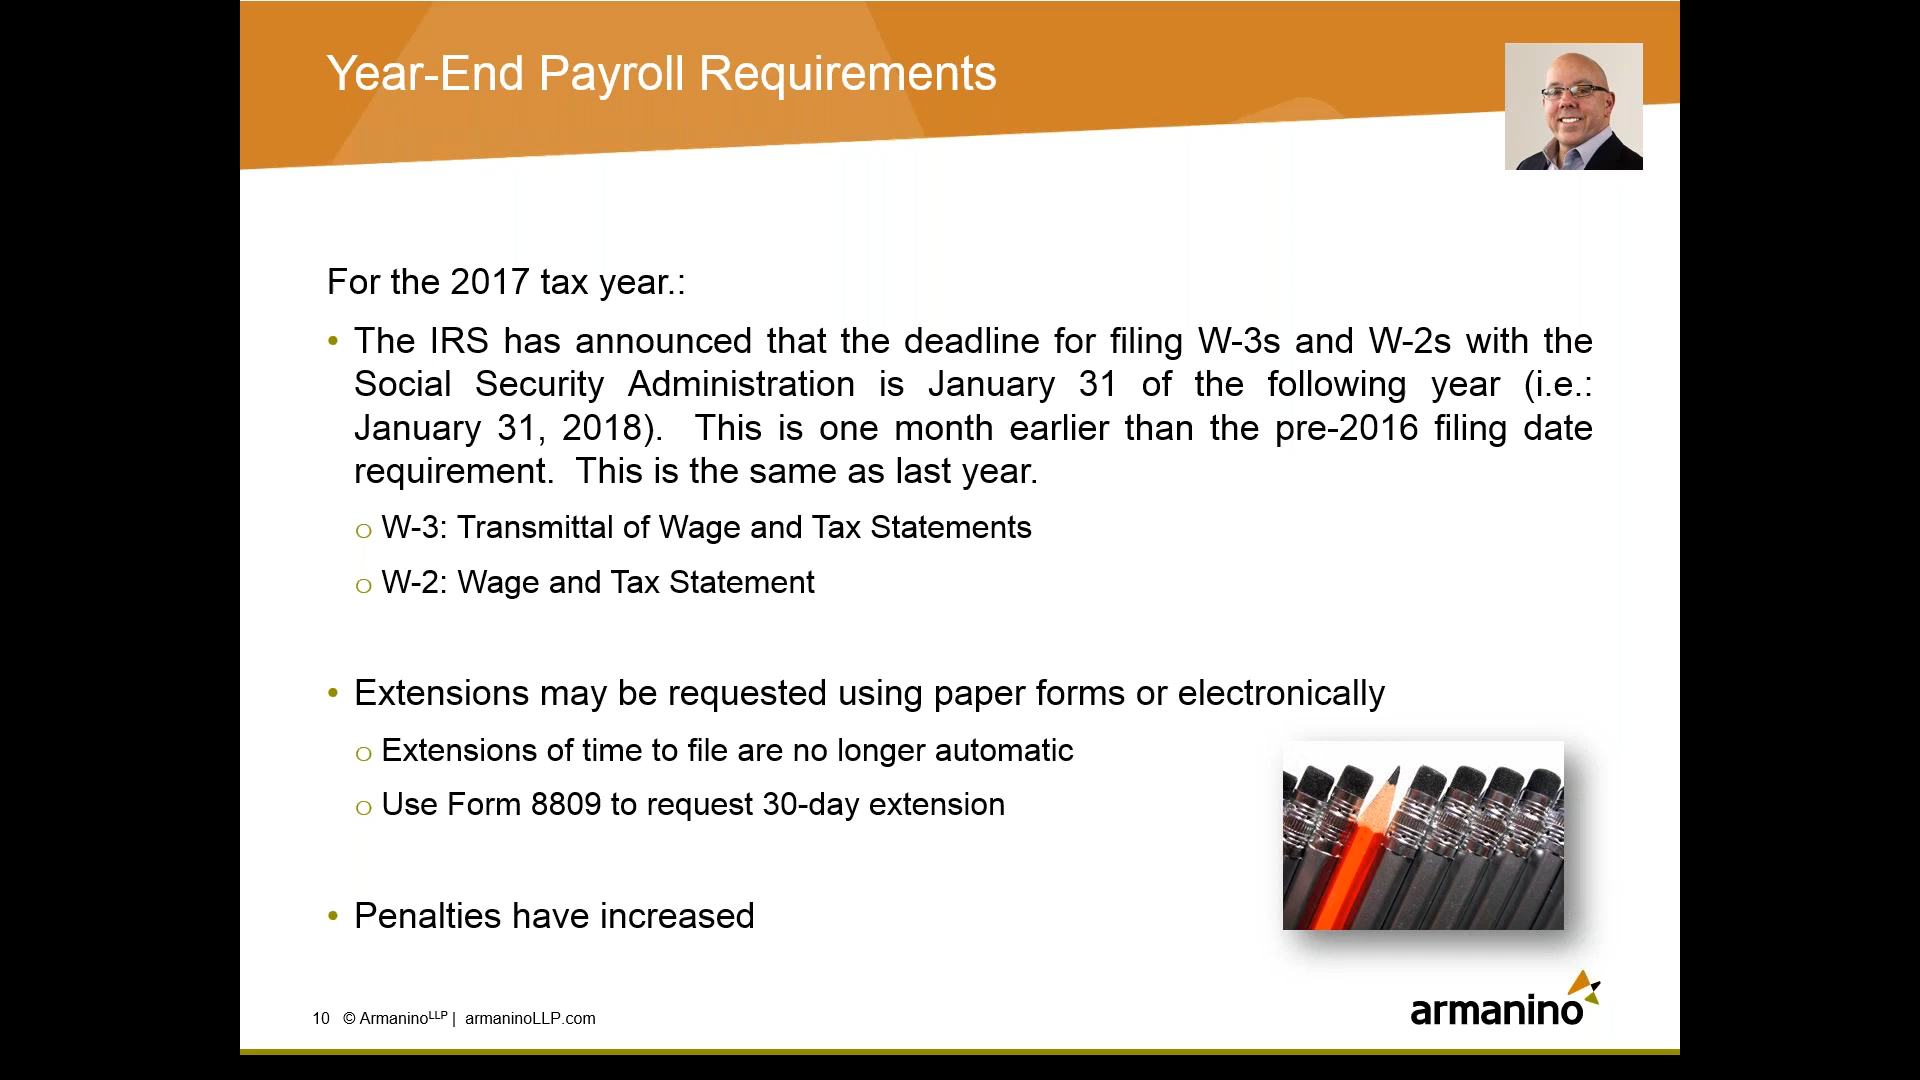 Year-End Payroll Requirements
For the 2017 tax year.:
• The IRS has announced that the deadline for filing W-3s and W-2s with the
Social Security Administration is January 31 of the following year (i.e.:
January 31, 2018).  This is one month earlier than the pre-2016 filing date
requirement.  This is the same as last year.
o W-3: Transmittal of Wage and Tax Statements
o W-2: Wage and Tax Statement
• Extensions may be requested using paper forms or electronically
o Extensions of time to file are no longer automatic
o Use Form 8809 to request 30-day extension
• Penalties have increased
10 © ArmaninoLLP | armaninoLLP.com
armanino